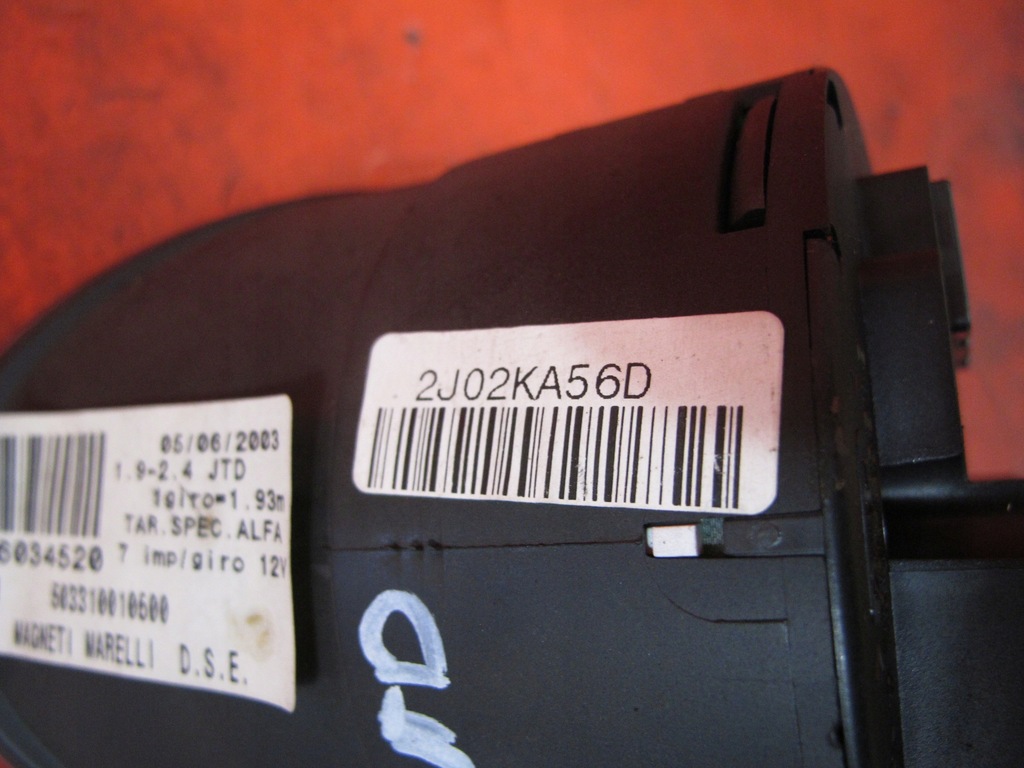 05/06/2003
1.9-2.4 JTD
1giro=1.93m
TAR.SPEC.ALFA
6034520 7 imp/giro 12V
603310010600
MAGNETI MARELLI D.S.E.
2J02KA56D